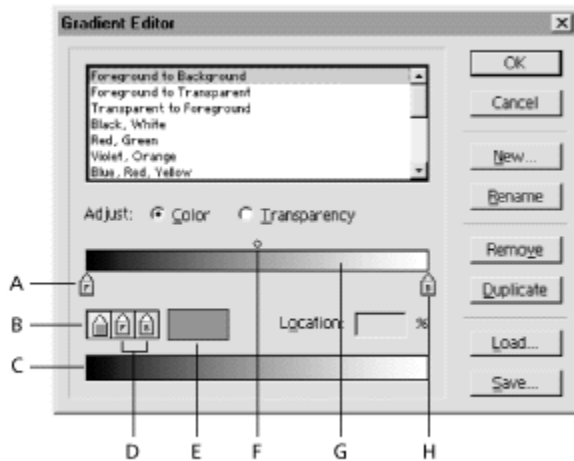 Gradient Editor
OK
Foreground to Background
Foreground to Transparent
Transparent to Foreground
Black, White
Red, Green
Violet, Orange
Blue, Red, Yellow
Cancel
New...
Rename
Adjust: Color Transparency
Remove
Duplicate
A
F
B
B
F
B
Location: %
Load...
C
Save...
D E F G H